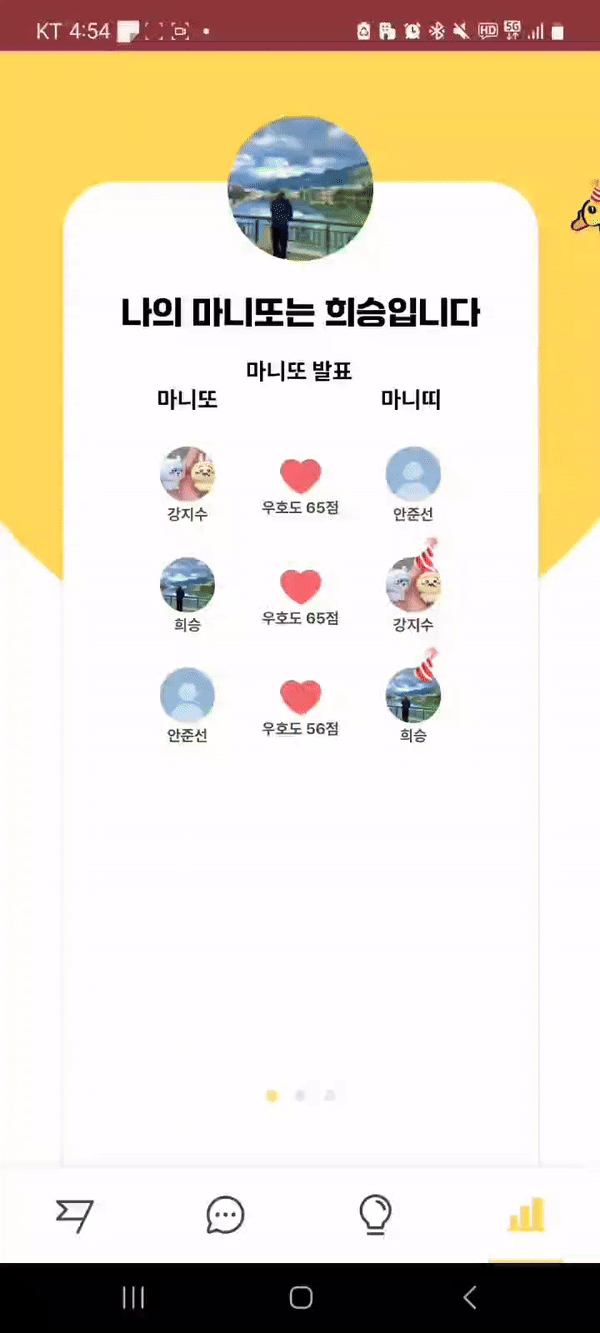 KT 4:54
HD 5G
나의 마니또는 희승입니다
마니또 발표
마니또 마니띠
강지수 우호도 65점 안준선
희승 우호도 65점 강지수
안준선 우호도 56점 희승